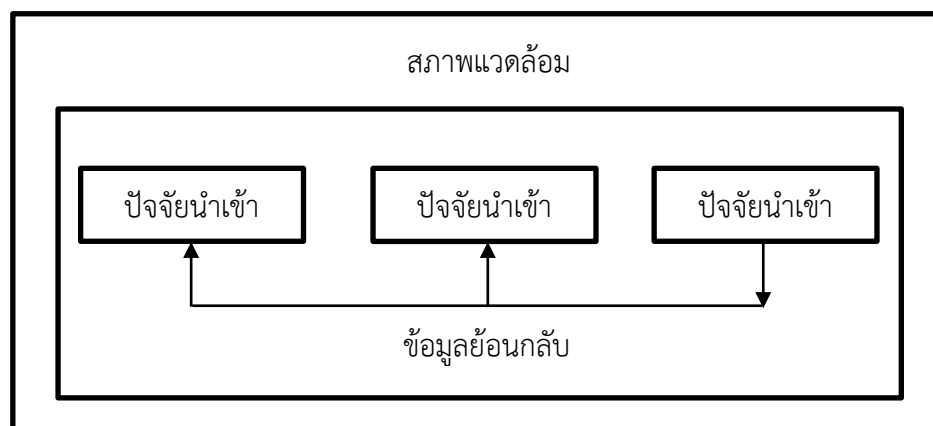 สภาพแวดล้อม
ปัจจัยนำเข้า ปัจจัยนำเข้า ปัจจัยนำเข้า
ข้อมูลย้อนกลับ